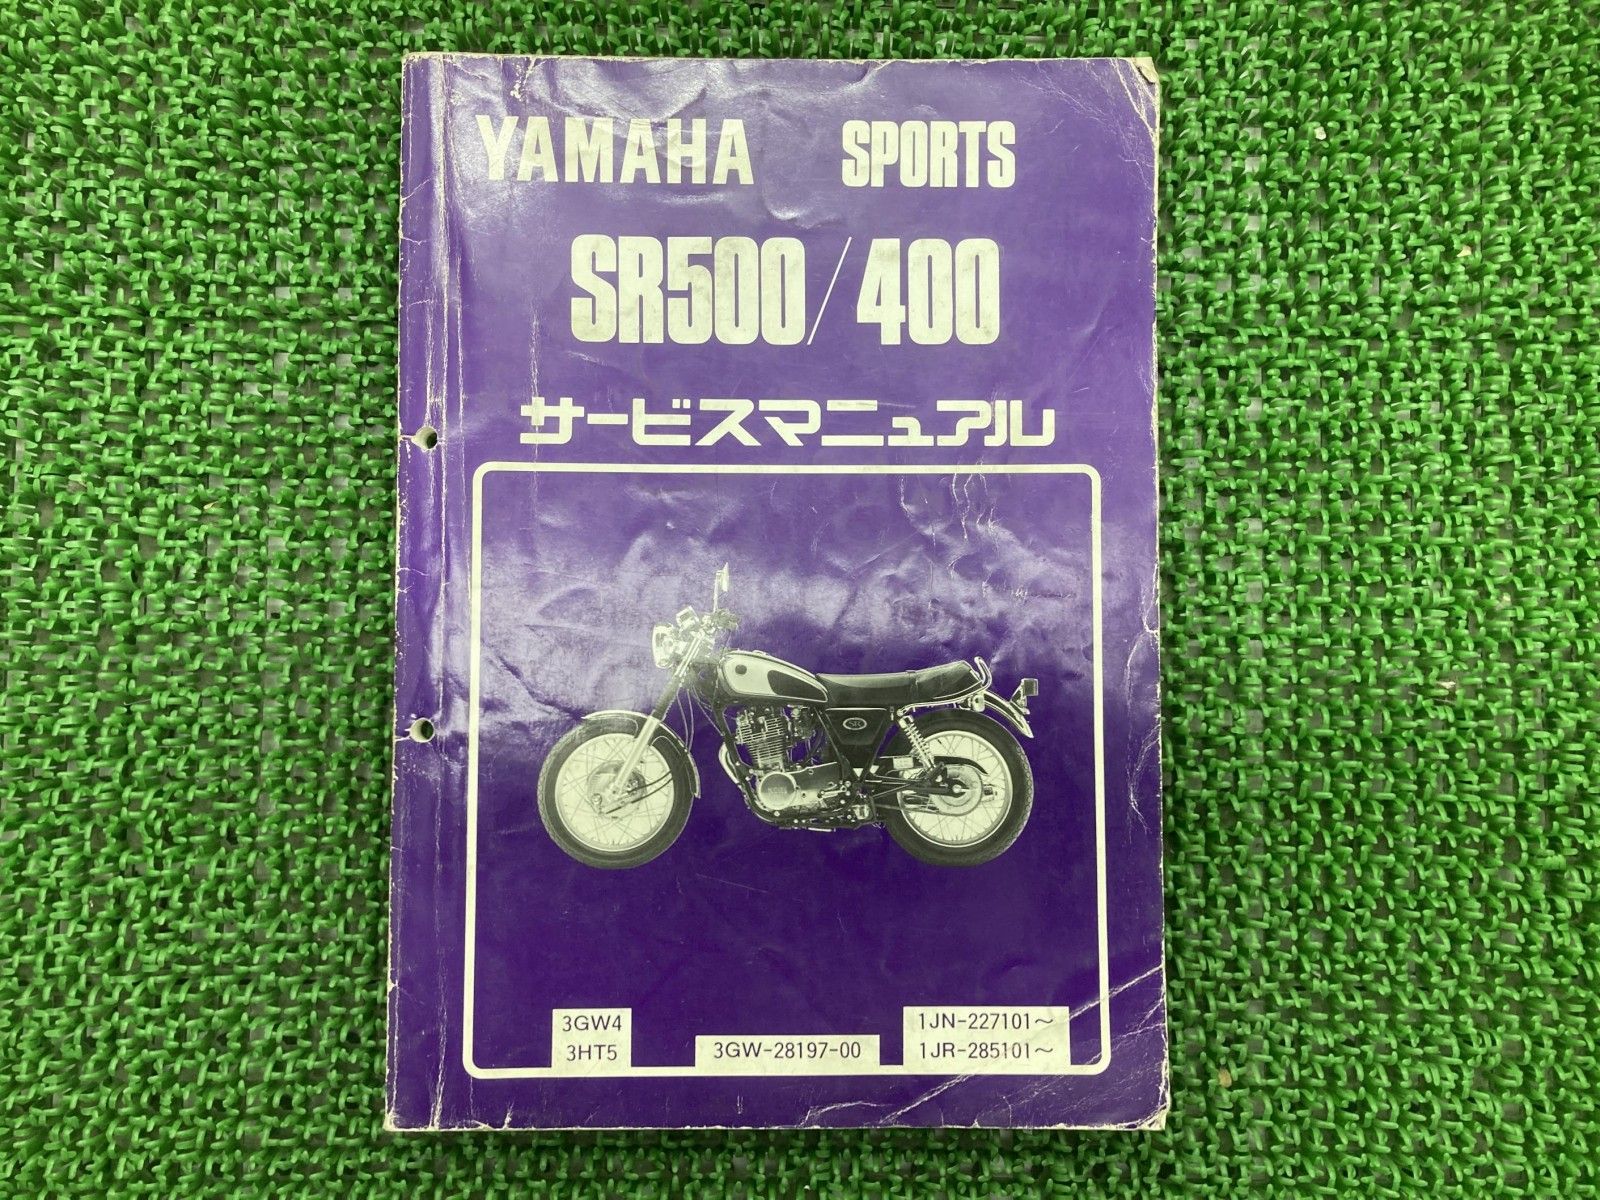 YAMAHA SPORTS
SR500/400
サービスマニュアル
3GW4
3HT5
3GW-28197-00
1JN-227101～
1JR-285101～